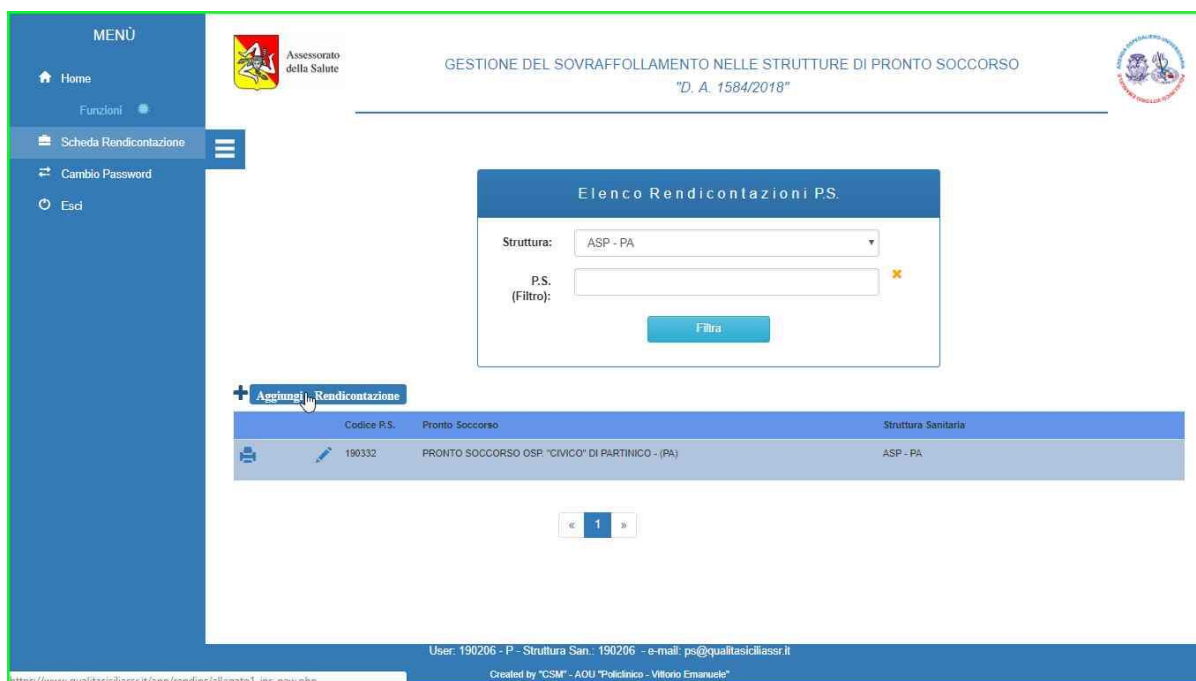 MENÙ
Home
Funzioni
Scheda Rendicontazione
Cambio Password
Esci
Assessorato
della Salute
GESTIONE DEL SOVRAFFOLLAMENTO NELLE STRUTTURE DI PRONTO SOCCORSO
"D. A. 1584/2018"
Elenco Rendicontazioni P.S.
Struttura:
ASP - PA
P.S.
(Filtro):
Filtra
Aggiungi Rendicontazione
Codice P.S. Pronto Soccorso Struttura Sanitaria
190332 PRONTO SOCCORSO OSP. "CIVICO" DI PARTINICO - (PA) ASP - PA
« 1 »
User: 190206 - P - Struttura San.: 190206 - e-mail: ps@qualitasiciliassr.it
Created by "CSM" - AOU "Policlinico - Vittorio Emanuele"